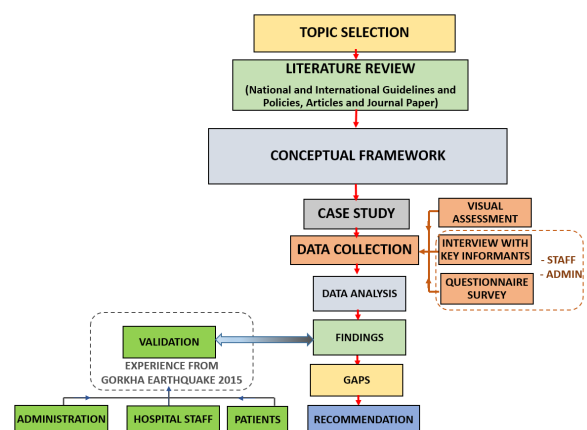 TOPIC SELECTION
LITERATURE REVIEW
(National and International Guidelines and
Policies, Articles and Journal Paper)
CONCEPTUAL FRAMEWORK
CASE STUDY
VISUAL
ASSESSMENT
DATA COLLECTION
INTERVIEW WITH
KEY INFORMANTS
- STAFF
- ADMIN
QUESTIONNAIRE
SURVEY
DATA ANALYSIS
VALIDATION
FINDINGS
EXPERIENCE FROM
GORKHA EARTHQUAKE 2015
GAPS
ADMINISTRATION
HOSPITAL STAFF
PATIENTS
RECOMMENDATION